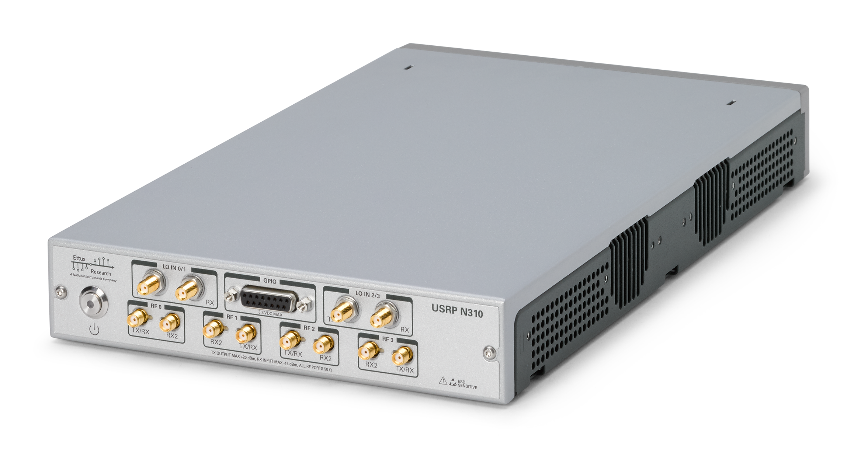 Ettus
Research
LO IN 0/1
RX
GPIO
LO IN 2/3
RX
USRP N310
RF 0
TX/RX
RX2
RF 1
RX2
TX/RX
RF 2
TX/RX
RX2
RF 3
RX2
TX/RX